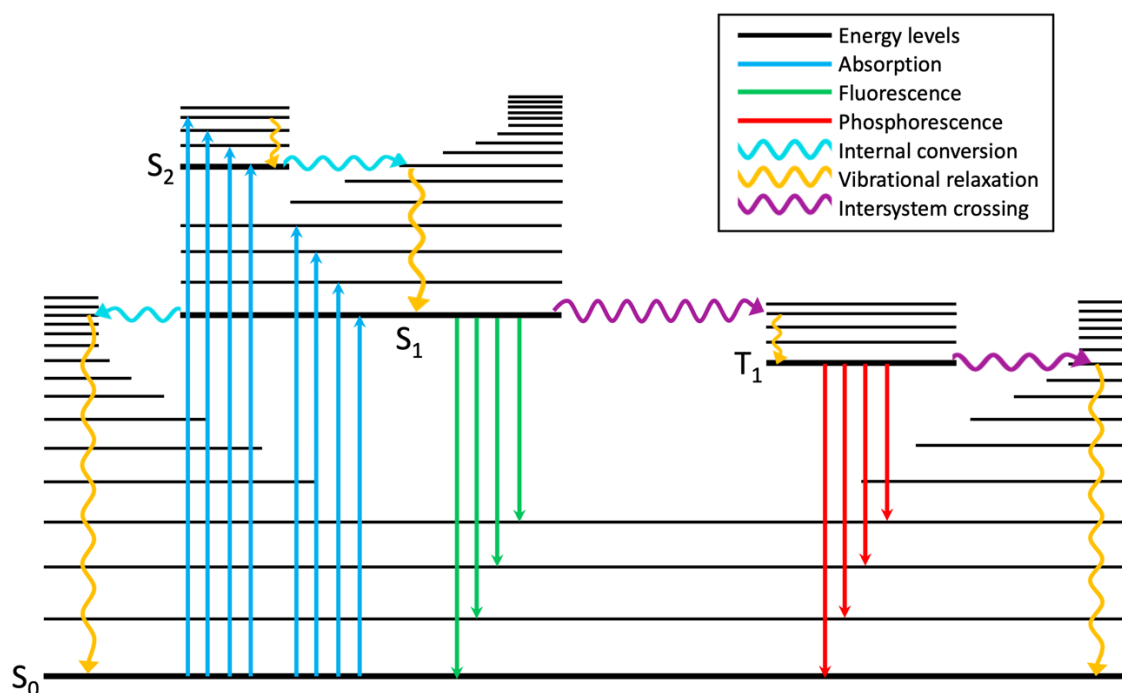 Energy levels
Absorption
Fluorescence
Phosphorescence
Internal conversion
Vibrational relaxation
Intersystem crossing
S₂
S₁
T₁
S₀